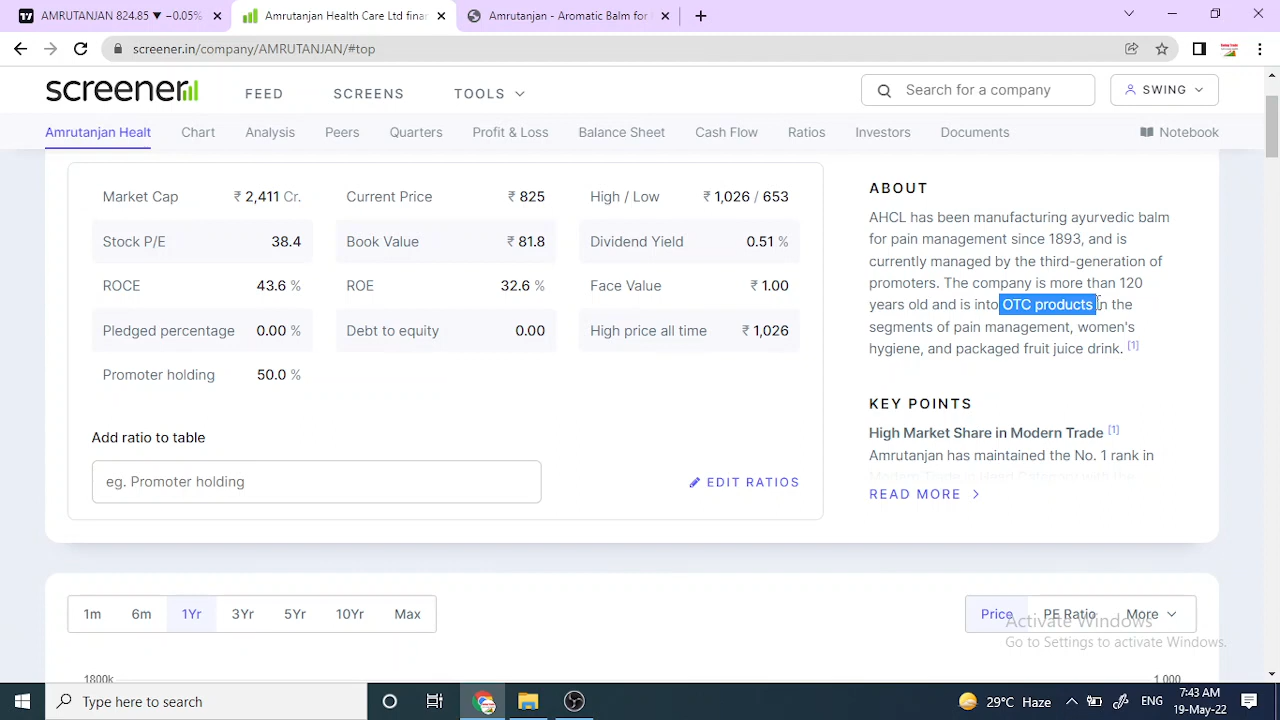 AMRUTANJAN 824.85 ▼ −0.05%
Amrutanjan Health Care Ltd finan
Amrutanjan - Aromatic Balm - Bod
screener.in/company/AMRUTANJAN/#top
screener
FEED
SCREENS
TOOLS
Search for a company
SWING
Amrutanjan Healt
Chart
Analysis
Peers
Quarters
Profit & Loss
Balance Sheet
Cash Flow
Ratios
Investors
Documents
Notebook
Market Cap ₹ 2,411 Cr.
Current Price ₹ 825
High / Low ₹ 1,026 / 653
Stock P/E 38.4
Book Value ₹ 81.8
Dividend Yield 0.51 %
ROCE 43.6 %
ROE 32.6 %
Face Value ₹ 1.00
Pledged percentage 0.00 %
Debt to equity 0.00
High price all time ₹ 1,026
Promoter holding 50.0 %
Add ratio to table
eg. Promoter holding
EDIT RATIOS
ABOUT
AHCL has been manufacturing ayurvedic balm
for pain management since 1893, and is
currently managed by the third-generation of
promoters. The company is more than 120
years old and is into OTC products in the
segments of pain management, women's
hygiene, and packaged fruit juice drink. [1]
KEY POINTS
High Market Share in Modern Trade [1]
Amrutanjan has maintained the No. 1 rank in
Modern Trade in Head Category with the
READ MORE
1m
6m
1Yr
3Yr
5Yr
10Yr
Max
Price
PE Ratio
More
Activate Windows
Go to Settings to activate Windows.
1800k
1,000
Type here to search
29°C Haze
ENG
7:43 AM
19-May-22